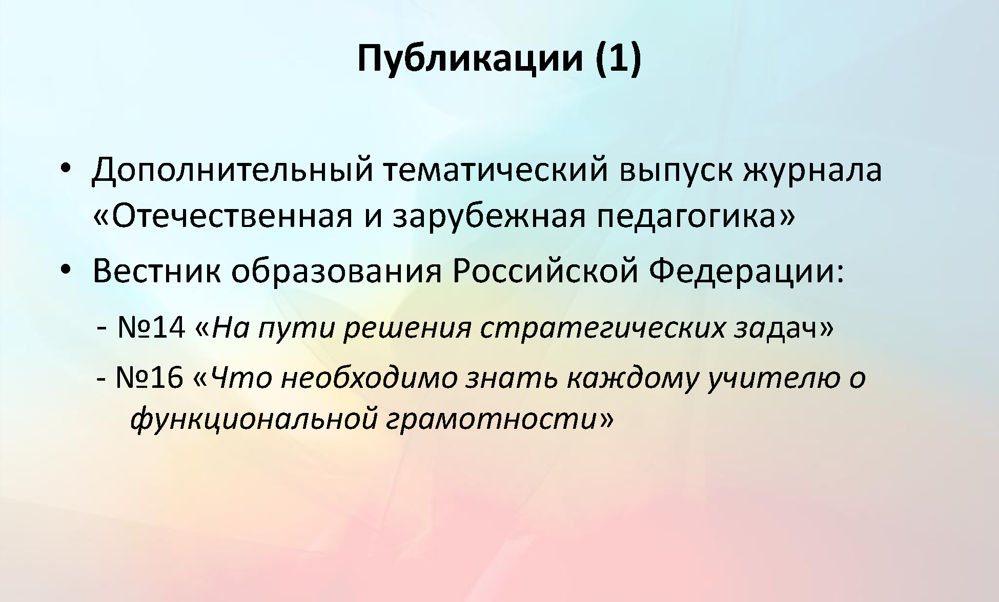 Публикации (1)
• Дополнительный тематический выпуск журнала
«Отечественная и зарубежная педагогика»
• Вестник образования Российской Федерации:
- №14 «На пути решения стратегических задач»
- №16 «Что необходимо знать каждому учителю о
функциональной грамотности»